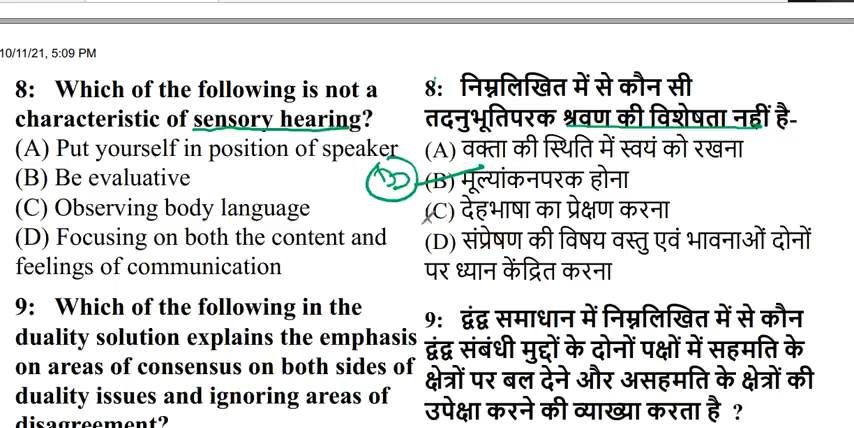 10/11/21, 5:09 PM
8: Which of the following is not a
characteristic of sensory hearing?
(A) Put yourself in position of speaker
(B) Be evaluative
(C) Observing body language
(D) Focusing on both the content and
feelings of communication
9: Which of the following in the
duality solution explains the emphasis
on areas of consensus on both sides of
duality issues and ignoring areas of
disagreement?
8: निम्नलिखित में से कौन सी
तदनुभूतिपरक श्रवण की विशेषता नहीं है-
(A) वक्ता की स्थिति में स्वयं को रखना
(B) मूल्यांकनपरक होना
(C) देहभाषा का प्रेक्षण करना
(D) संप्रेषण की विषय वस्तु एवं भावनाओं दोनों
पर ध्यान केंद्रित करना
9: द्वंद्व समाधान में निम्नलिखित में से कौन
द्वंद्व संबंधी मुद्दों के दोनों पक्षों में सहमति के
क्षेत्रों पर बल देने और असहमति के क्षेत्रों की
उपेक्षा करने की व्याख्या करता है ?